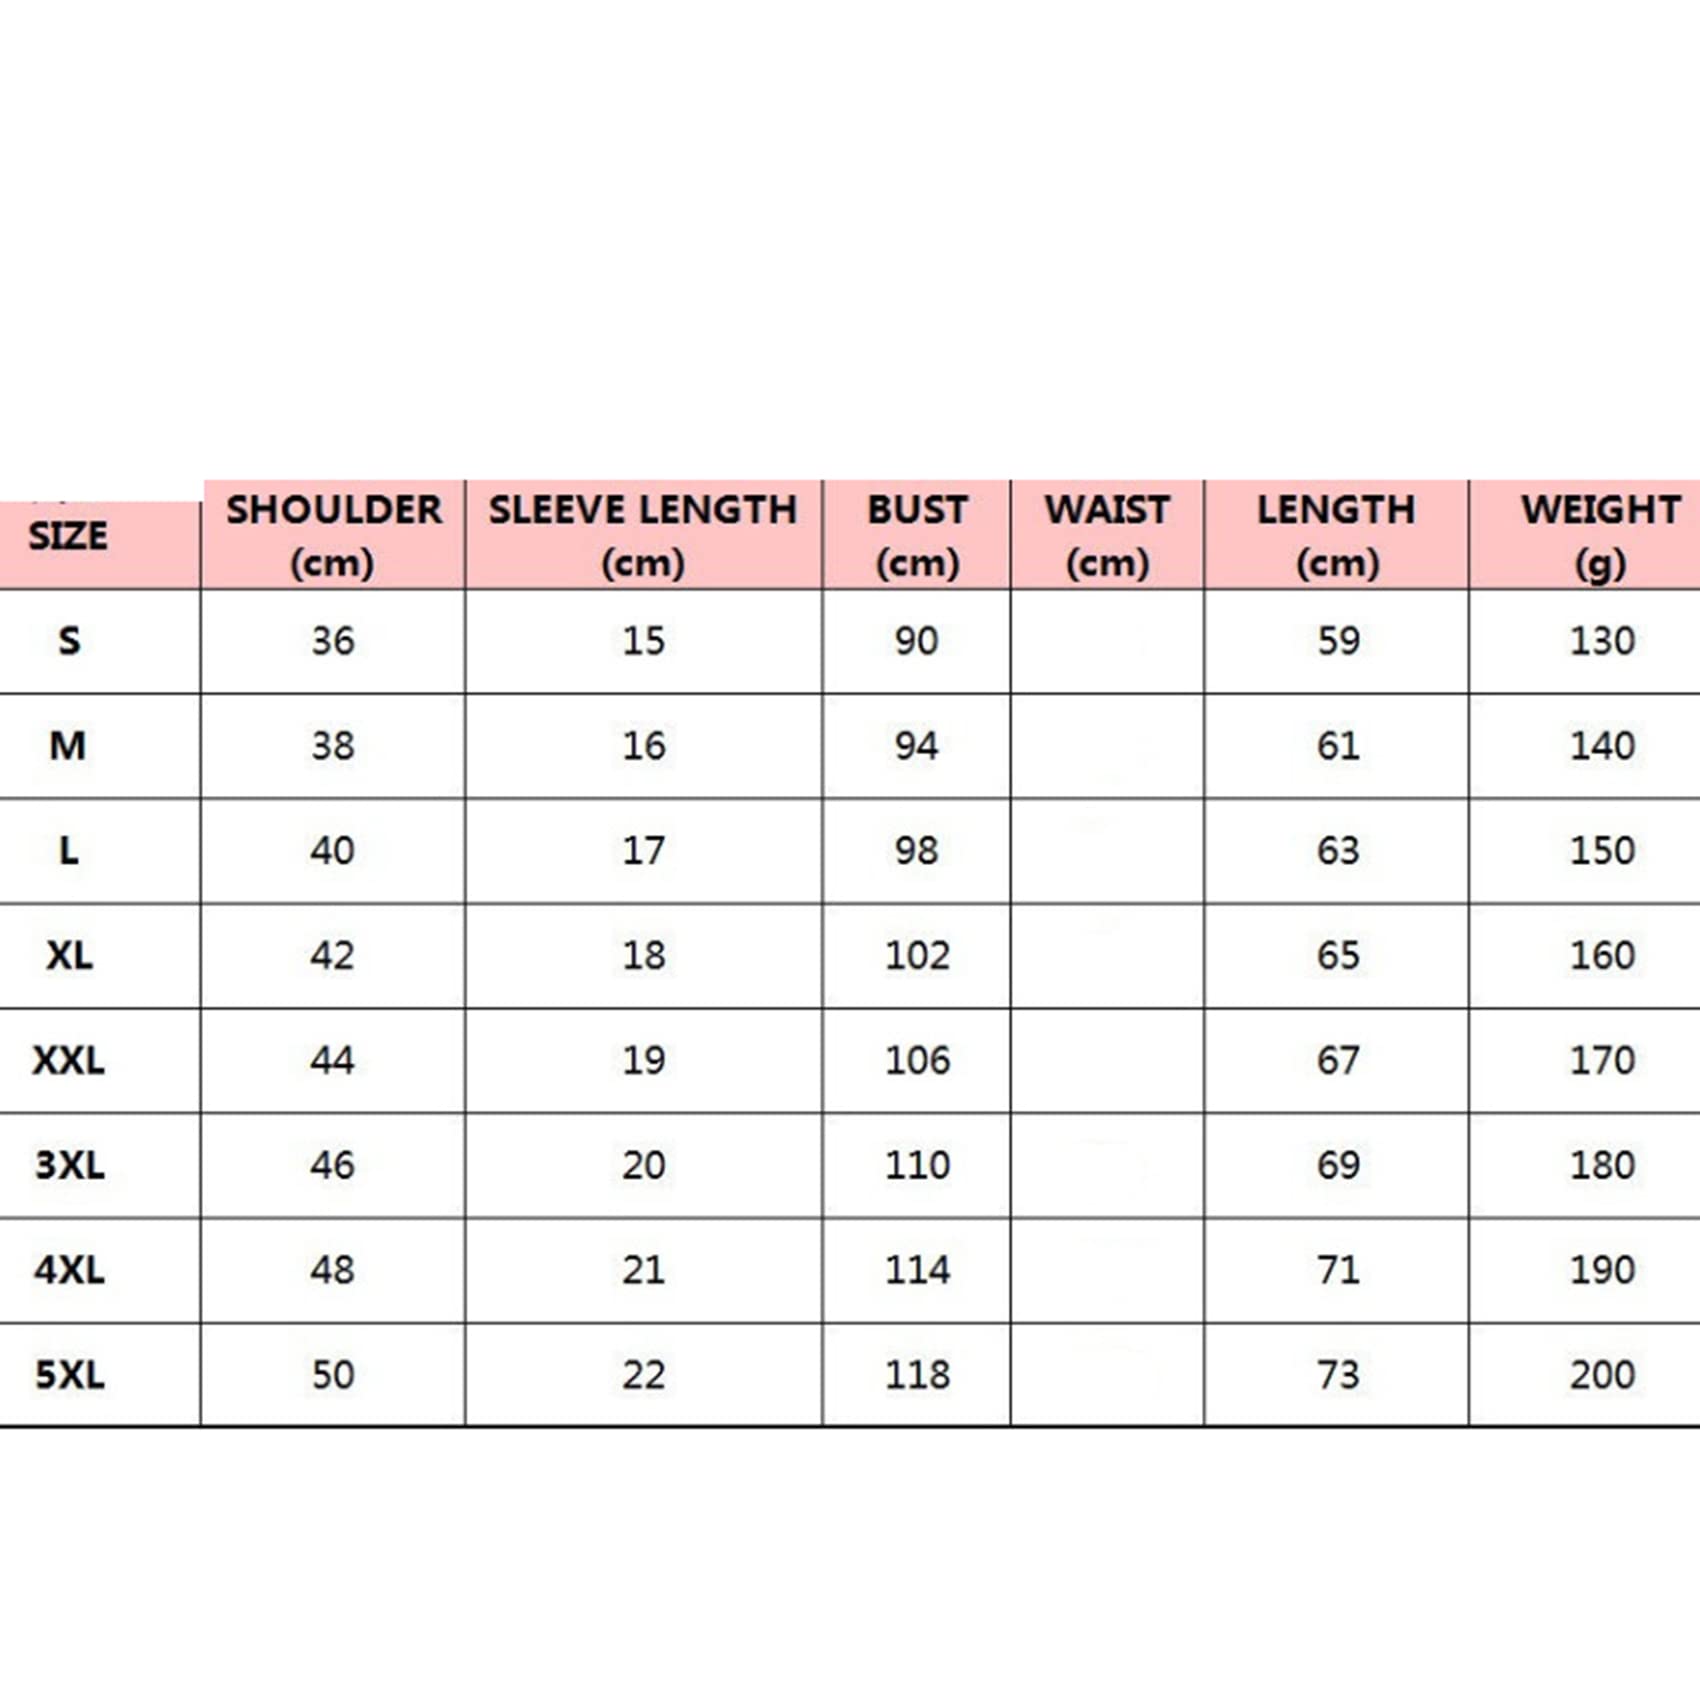 SIZE SHOULDER (cm) SLEEVE LENGTH (cm) BUST (cm) WAIST (cm) LENGTH (cm) WEIGHT (g)
S 36 15 90 59 130
M 38 16 94 61 140
L 40 17 98 63 150
XL 42 18 102 65 160
XXL 44 19 106 67 170
3XL 46 20 110 69 180
4XL 48 21 114 71 190
5XL 50 22 118 73 200